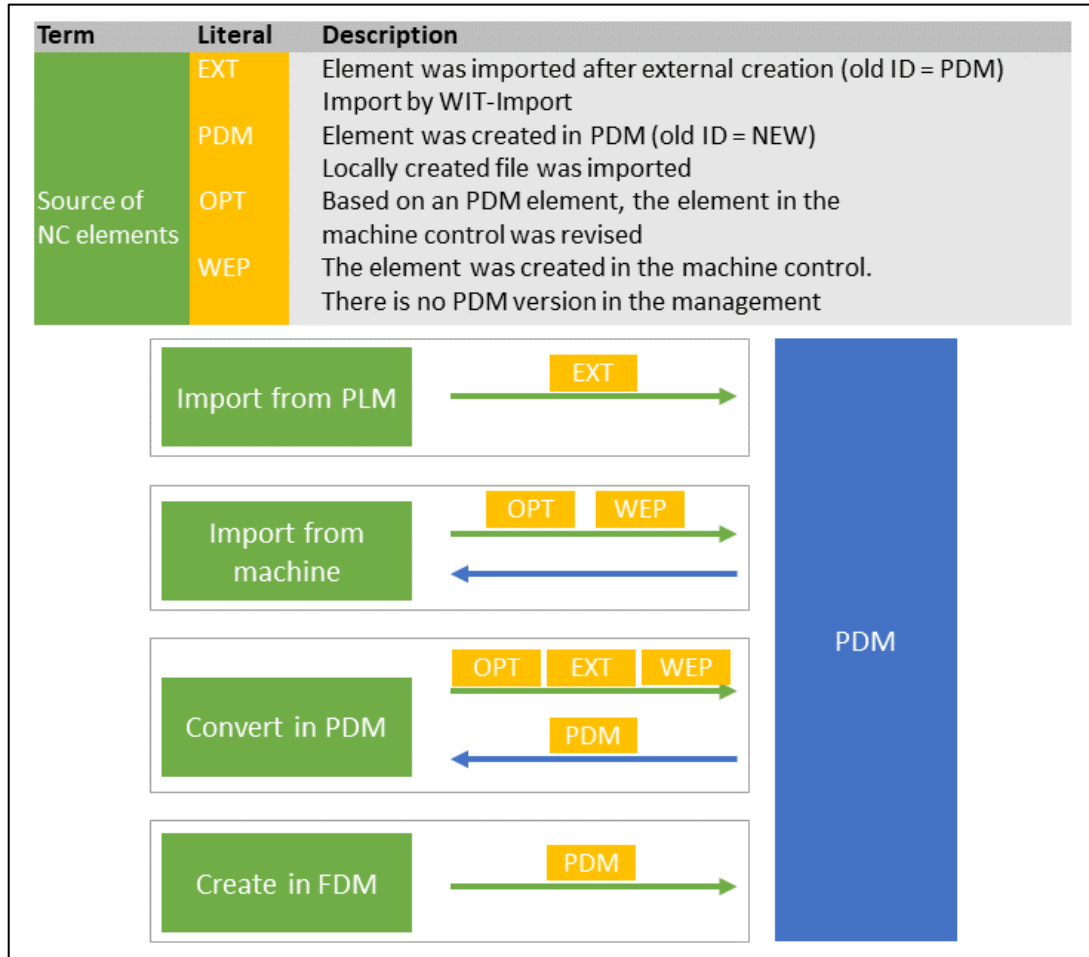 Term Literal Description
EXT Element was imported after external creation (old ID = PDM)
Import by WIT-Import
PDM Element was created in PDM (old ID = NEW)
Locally created file was imported
Source of OPT Based on an PDM element, the element in the
NC elements machine control was revised
WEP The element was created in the machine control.
There is no PDM version in the management
EXT
Import from PLM
OPT WEP
Import from
machine
PDM
OPT EXT WEP
Convert in PDM
PDM
PDM
Create in FDM